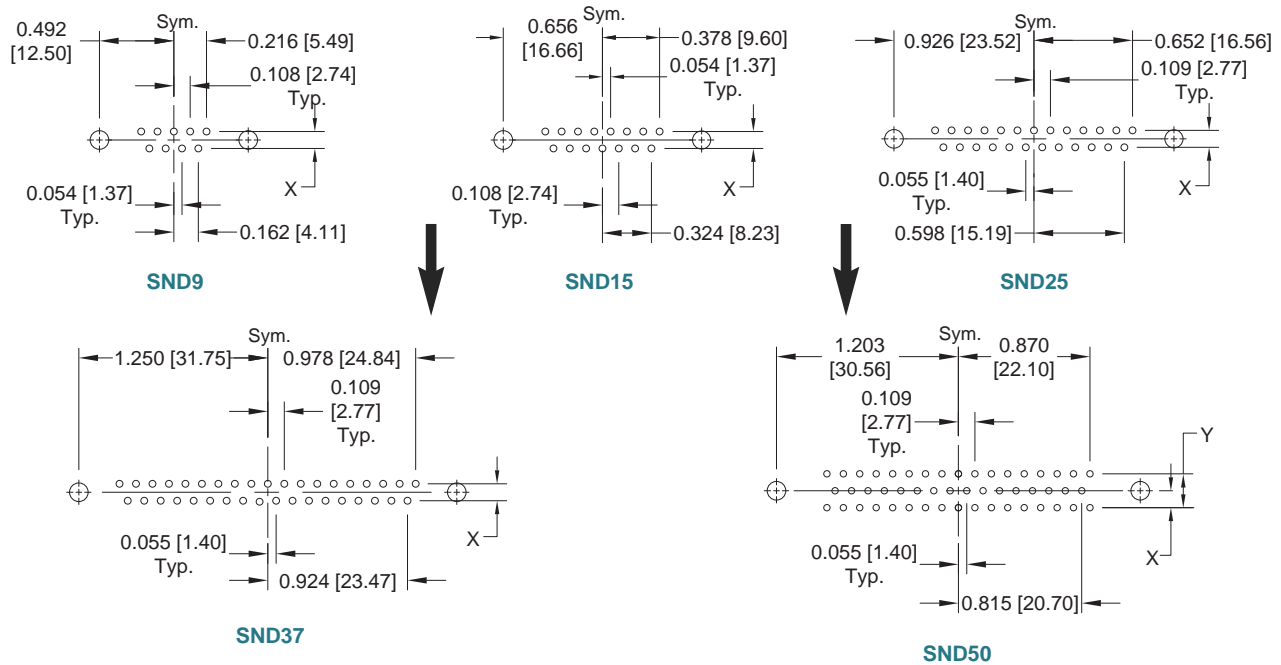 0.492
[12.50]
Sym.
0.216 [5.49]
0.108 [2.74]
Typ.
X
0.054 [1.37]
Typ.
0.162 [4.11]
SND9
0.656
[16.66]
0.378 [9.60]
0.054 [1.37]
Typ.
X
0.108 [2.74]
Typ.
0.324 [8.23]
SND15
0.926 [23.52]
Sym.
0.652 [16.56]
0.109 [2.77]
Typ.
X
0.055 [1.40]
Typ.
0.598 [15.19]
SND25
1.250 [31.75]
Sym.
0.978 [24.84]
0.109
[2.77]
Typ.
X
0.055 [1.40]
Typ.
0.924 [23.47]
SND37
1.203
[30.56]
Sym.
0.870
[22.10]
0.109
[2.77]
Typ.
Y
X
0.055 [1.40]
Typ.
0.815 [20.70]
SND50